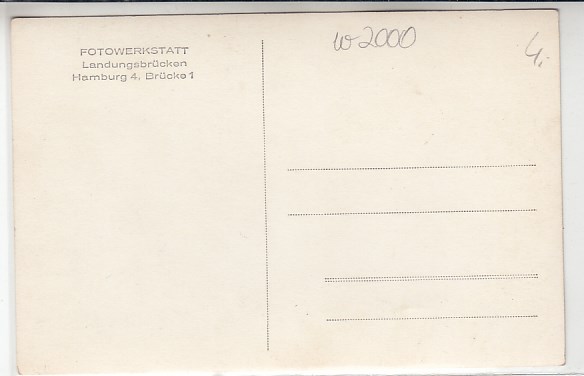 FOTOWERKSTATT
Landungsbrücken
Hamburg 4, Brücke 1
W2000
4,